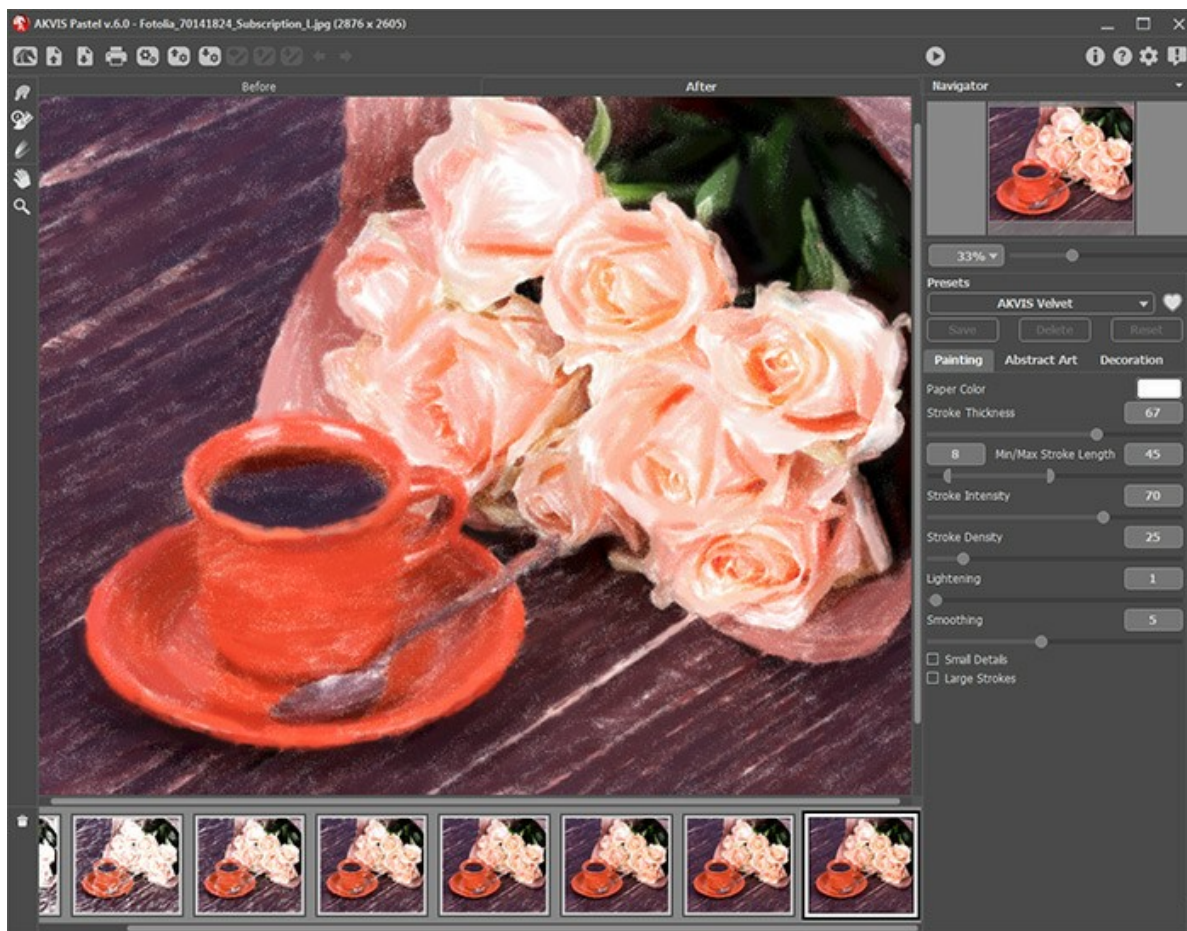 AKVIS Pastel v.6.0 - Fotolia_70141824_Subscription_L.jpg (2876 x 2605)
Before
After
Navigator
33%
Presets
AKVIS Velvet
Save Delete Reset
Painting Abstract Art Decoration
Paper Color
Stroke Thickness 67
8 Min/Max Stroke Length 45
Stroke Intensity 70
Stroke Density 25
Lightening 1
Smoothing 5
Small Details
Large Strokes